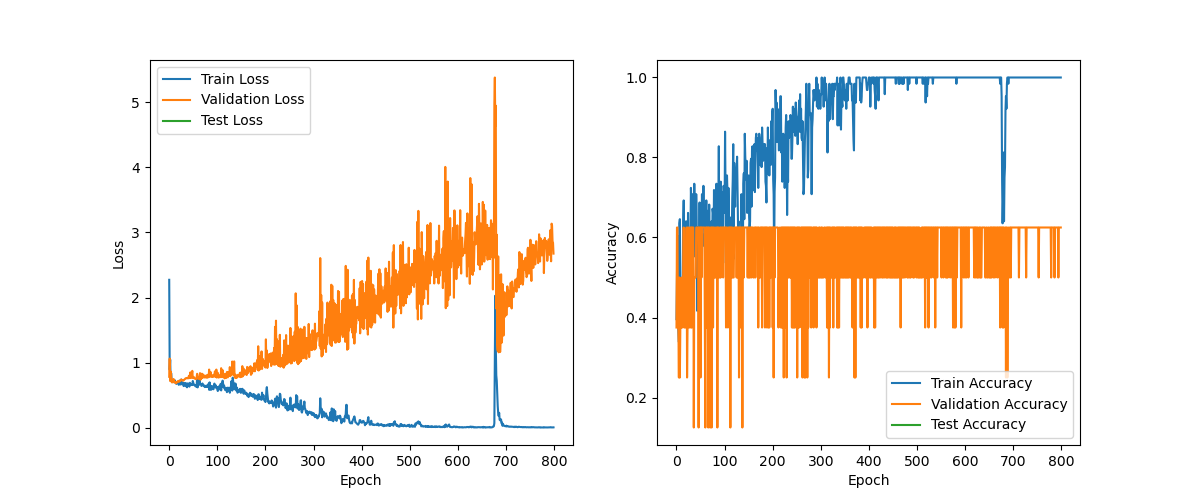 Train Loss
Validation Loss
Test Loss
Loss
5
4
3
2
1
0
0 100 200 300 400 500 600 700 800
Epoch
Accuracy
1.0
0.8
0.6
0.4
0.2
Train Accuracy
Validation Accuracy
Test Accuracy
0 100 200 300 400 500 600 700 800
Epoch